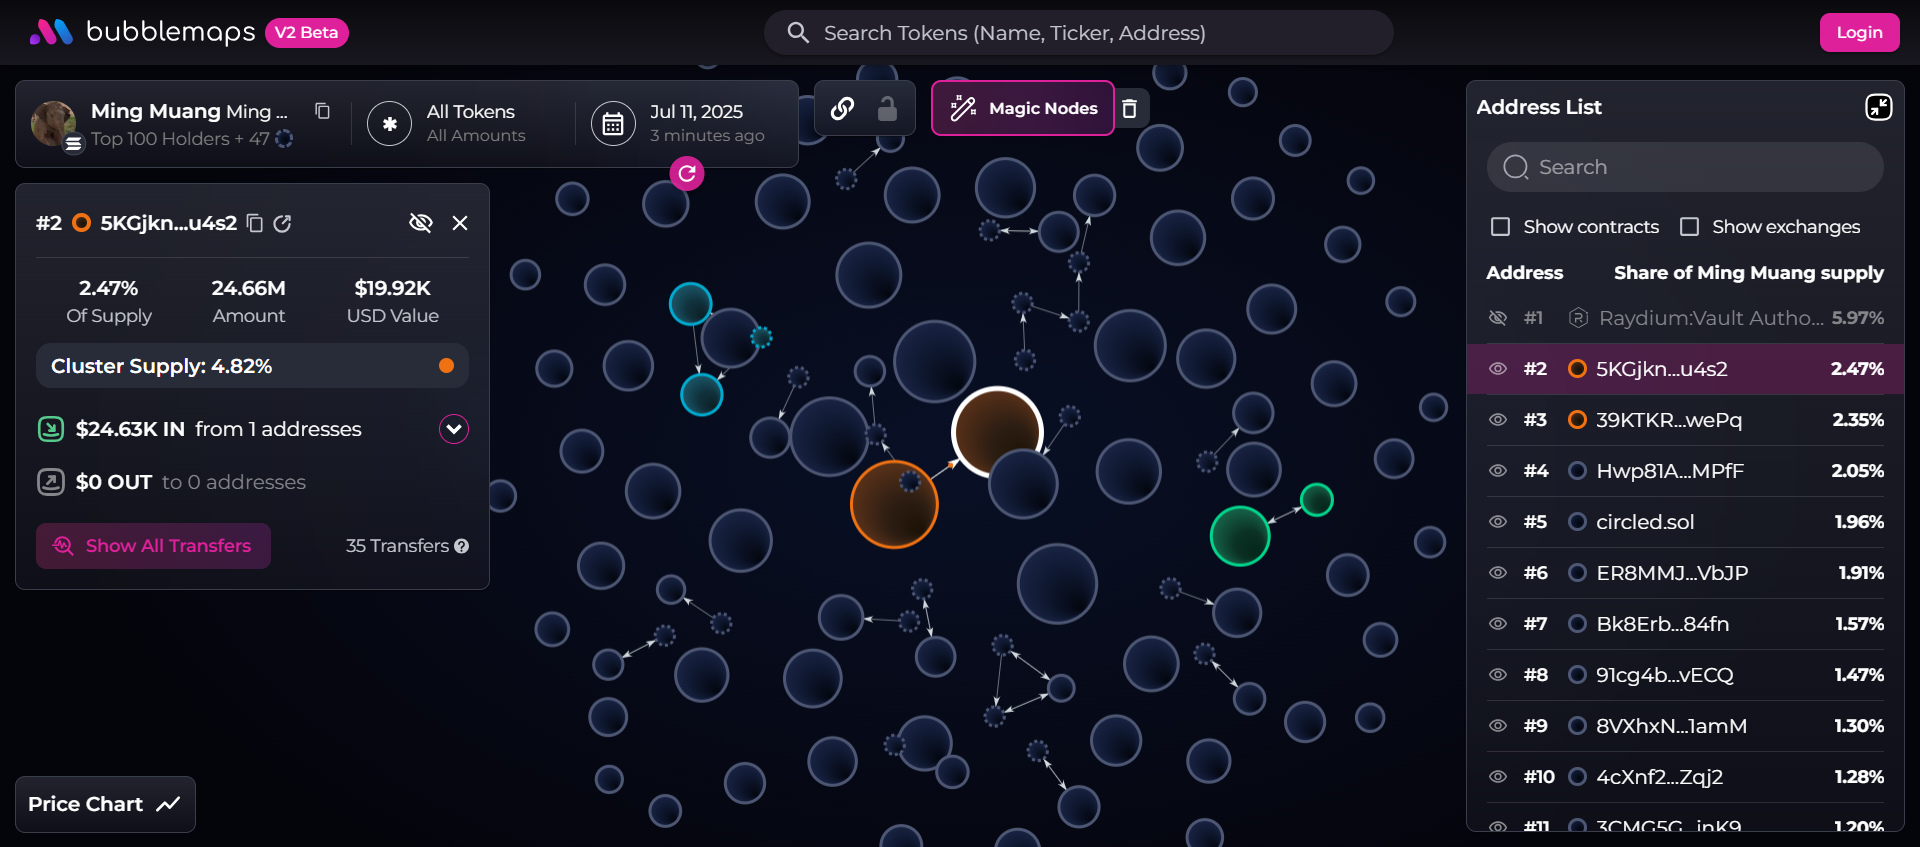 bubblemaps V2 Beta
Search Tokens (Name, Ticker, Address)
Login
Ming Muang Ming ...
Top 100 Holders + 47
All Tokens
All Amounts
Jul 11, 2025
3 minutes ago
Magic Nodes
#2 5KGjkn...u4s2
2.47% 24.66M $19.92K
Of Supply Amount USD Value
Cluster Supply: 4.82%
$24.63K IN from 1 addresses
$0 OUT to 0 addresses
Show All Transfers 35 Transfers ?
Price Chart
Address List
Search
Show contracts Show exchanges
Address Share of Ming Muang supply
#1 Raydium:Vault Autho... 5.97%
#2 5KGjkn...u4s2 2.47%
#3 39KTKR...wePq 2.35%
#4 Hwp81A...MPfF 2.05%
#5 circled.sol 1.96%
#6 ER8MMJ...VbJP 1.91%
#7 Bk8Erb...84fn 1.57%
#8 91cg4b...vECQ 1.47%
#9 8VXhxN...1amM 1.30%
#10 4cXnf2...Zqj2 1.28%
#11 3CMG5G...jnK9 1.20%